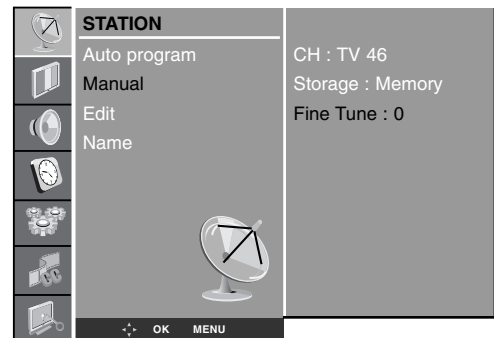 STATION
Auto program
Manual
Edit
Name
CH : TV 46
Storage : Memory
Fine Tune : 0
OK MENU